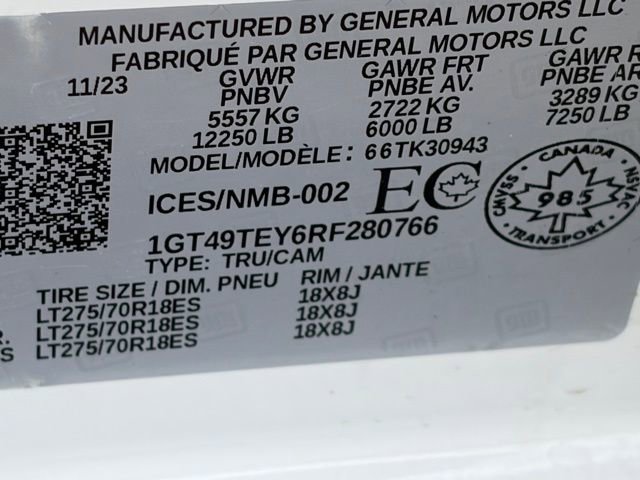 MANUFACTURED BY GENERAL MOTORS LLC
FABRIQUÉ PAR GENERAL MOTORS LLC
11/23 GVWR GAWR FRT GAWR R
PNBV PNBE AV. PNBE AR
5557 KG 2722 KG 3289 KG
12250 LB 6000 LB 7250 LB
MODEL/MODÈLE: 66TK30943
ICES/NMB-002 EC
CANADA
CMVSS 985 NSVAC
TRANSPORT
1GT49TEY6RF280766
TYPE: TRU/CAM
TIRE SIZE / DIM. PNEU RIM / JANTE
LT275/70R18ES 18X8J
R. LT275/70R18ES 18X8J
S LT275/70R18ES 18X8J